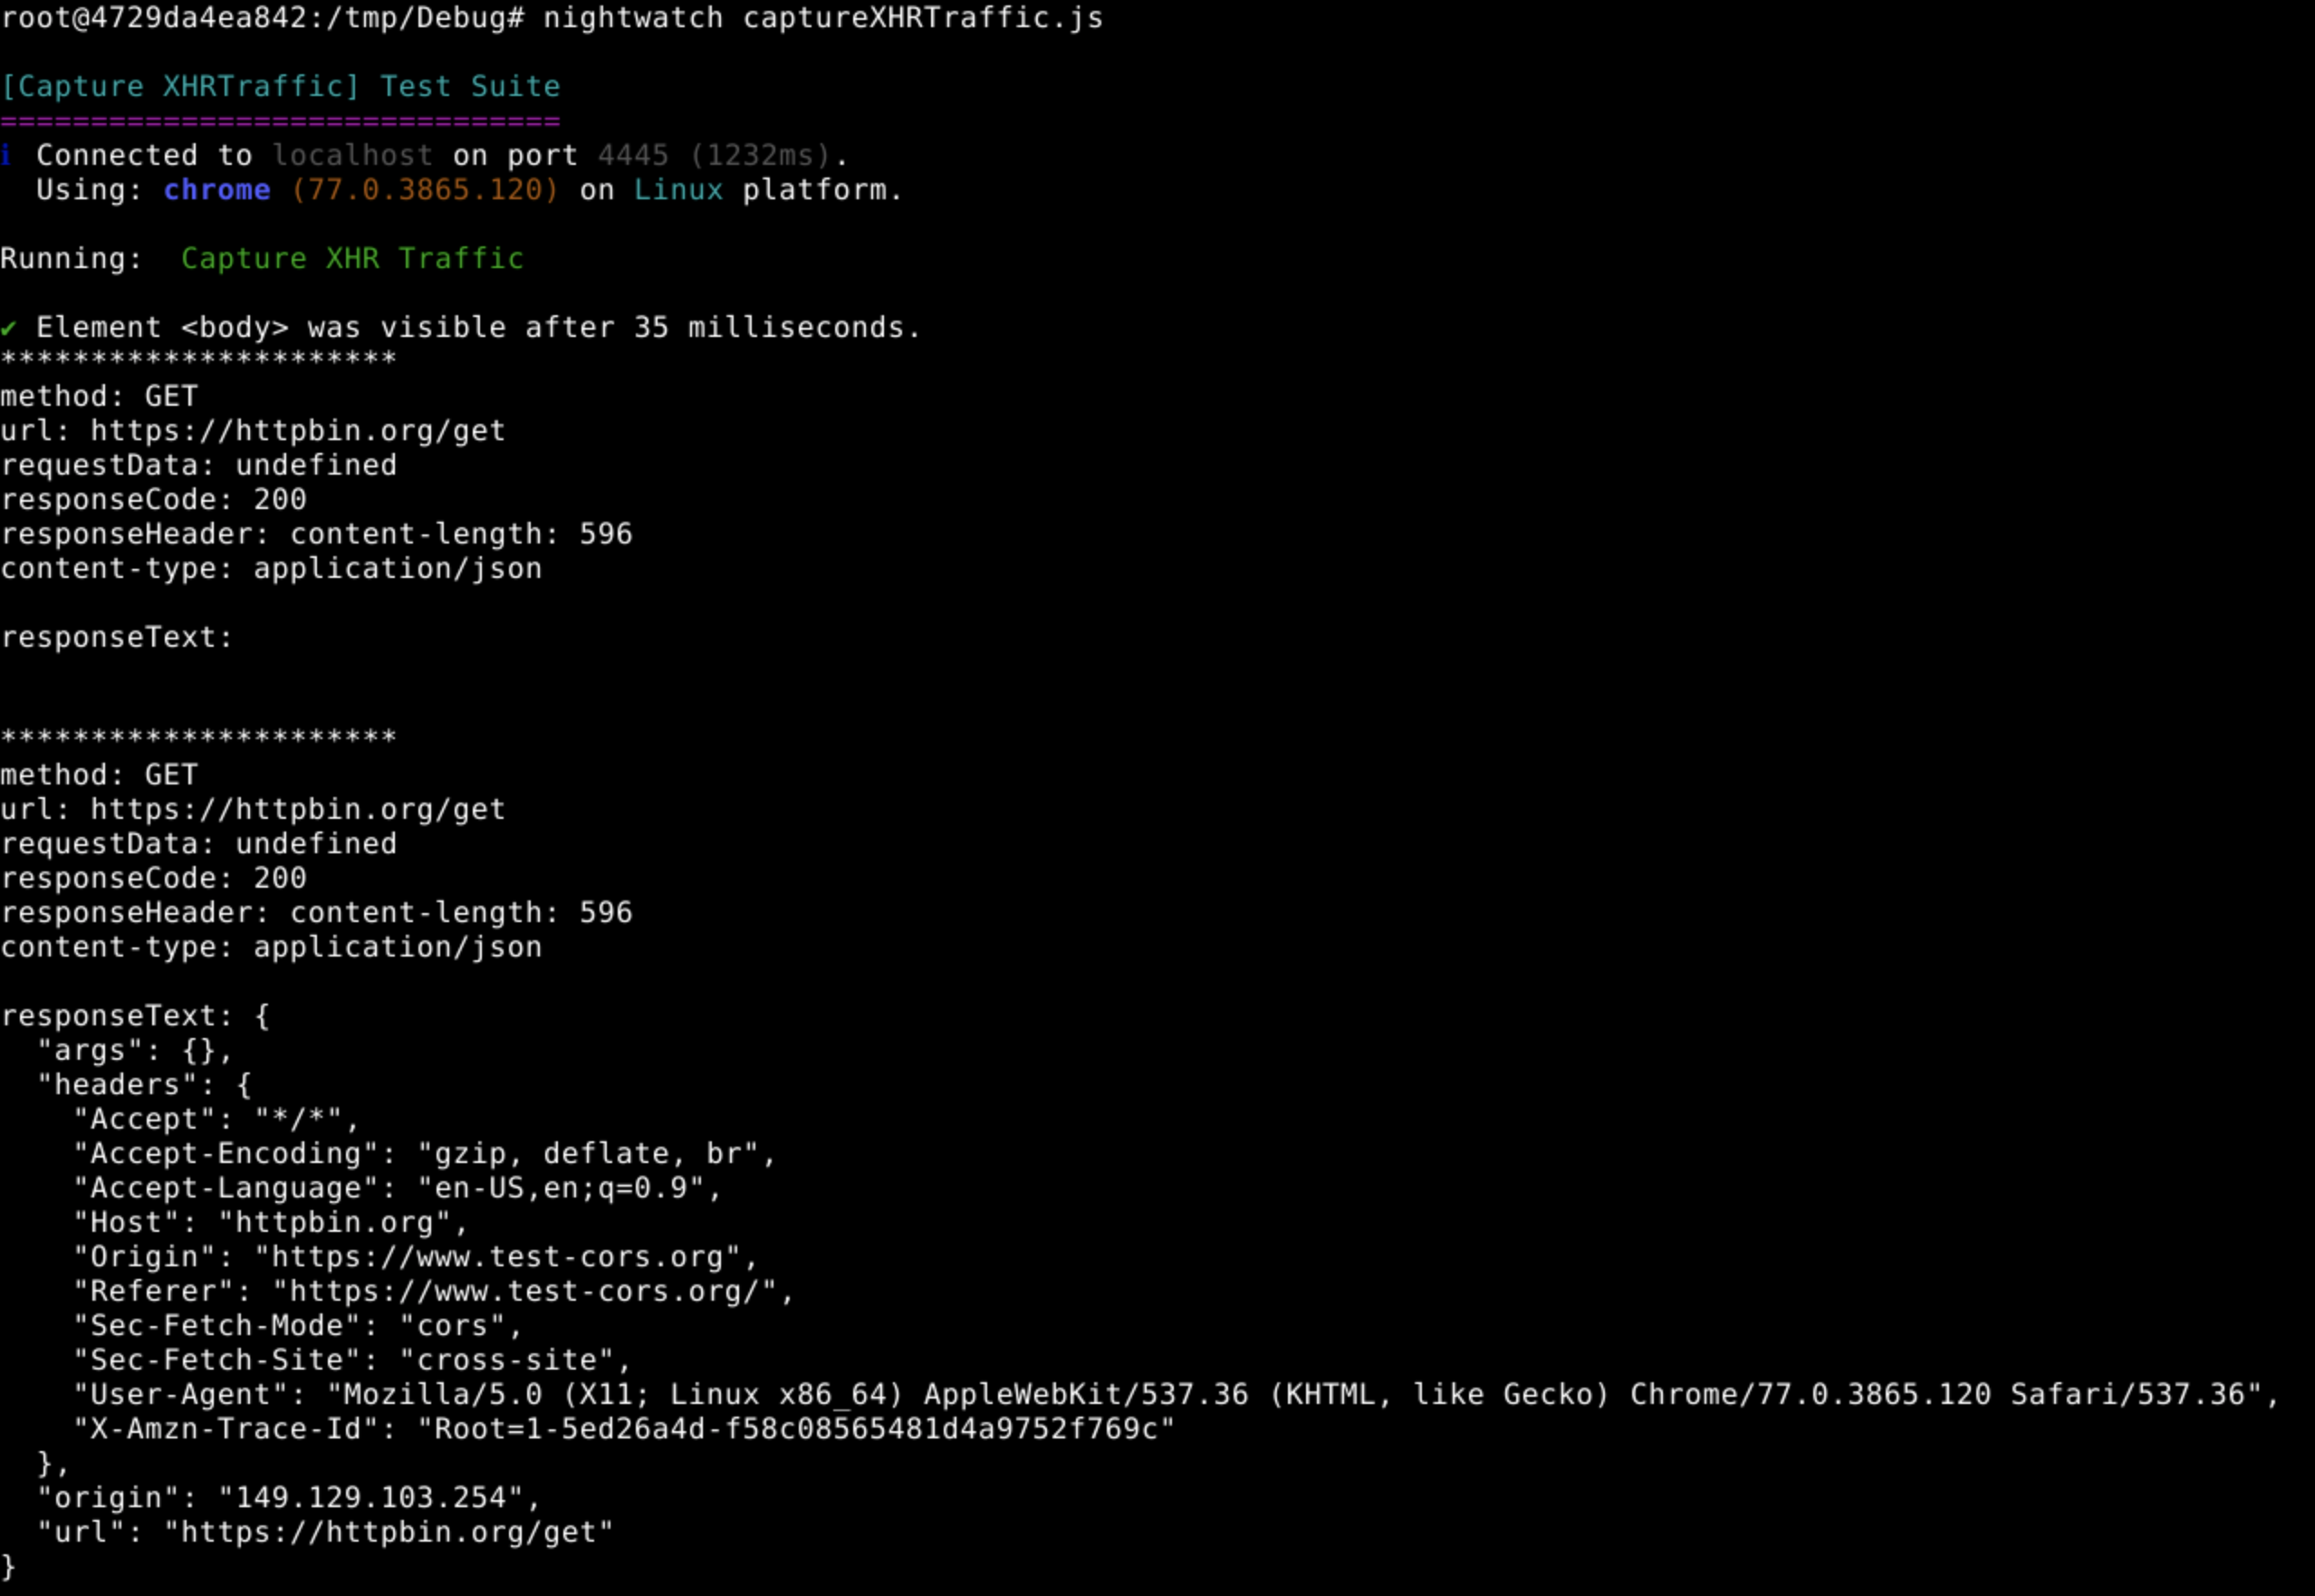 root@4729da4ea842:/tmp/Debug# nightwatch captureXHRTraffic.js
[Capture XHRTraffic] Test Suite
===============================
i Connected to localhost on port 4445 (1232ms).
Using: chrome (77.0.3865.120) on Linux platform.
Running:  Capture XHR Traffic
✔ Element <body> was visible after 35 milliseconds.
**********************
method: GET
url: https://httpbin.org/get
requestData: undefined
responseCode: 200
responseHeader: content-length: 596
content-type: application/json
responseText:
**********************
method: GET
url: https://httpbin.org/get
requestData: undefined
responseCode: 200
responseHeader: content-length: 596
content-type: application/json
responseText: {
"args": {},
"headers": {
"Accept": "*/*",
"Accept-Encoding": "gzip, deflate, br",
"Accept-Language": "en-US,en;q=0.9",
"Host": "httpbin.org",
"Origin": "https://www.test-cors.org",
"Referer": "https://www.test-cors.org/",
"Sec-Fetch-Mode": "cors",
"Sec-Fetch-Site": "cross-site",
"User-Agent": "Mozilla/5.0 (X11; Linux x86_64) AppleWebKit/537.36 (KHTML, like Gecko) Chrome/77.0.3865.120 Safari/537.36",
"X-Amzn-Trace-Id": "Root=1-5ed26a4d-f58c08565481d4a9752f769c"
},
"origin": "149.129.103.254",
"url": "https://httpbin.org/get"
}